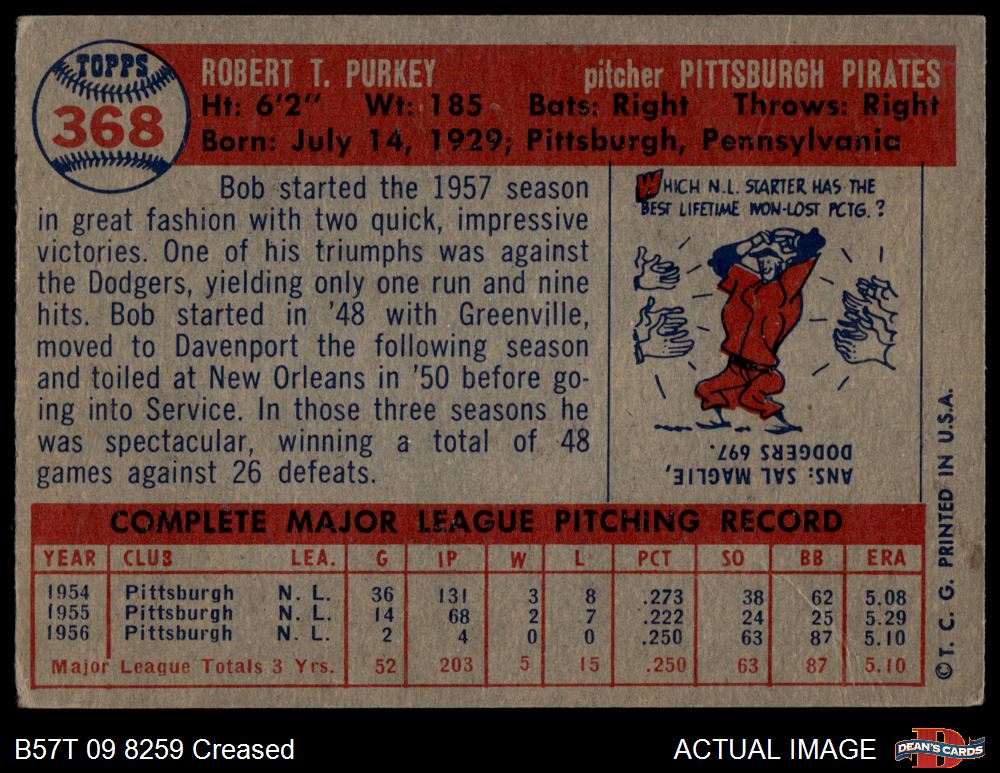 TOPPS
368
ROBERT T. PURKEY pitcher PITTSBURGH PIRATES
Ht: 6'2" Wt: 185 Bats: Right Throws: Right
Born: July 14, 1929; Pittsburgh, Pennsylvania
Bob started the 1957 season
in great fashion with two quick, impressive
victories. One of his triumphs was against
the Dodgers, yielding only one run and nine
hits. Bob started in '48 with Greenville,
moved to Davenport the following season
and toiled at New Orleans in '50 before go-
ing into Service. In those three seasons he
was spectacular, winning a total of 48
games against 26 defeats.
WHICH N.L. STARTER HAS THE
BEST LIFETIME WON-LOST PCTG.?
ANS: SAL MAGLIE,
DODGERS 697.
COMPLETE MAJOR LEAGUE PITCHING RECORD
YEAR CLUB LEA. G IP W L PCT SO BB ERA
1954 Pittsburgh N. L. 36 131 3 8 .273 38 62 5.08
1955 Pittsburgh N. L. 14 68 2 7 .222 24 25 5.29
1956 Pittsburgh N. L. 2 4 0 0 .250 63 87 5.10
Major League Totals 3 Yrs. 52 203 5 15 .250 63 87 5.10
© T. C. G. PRINTED IN U.S.A.
B57T 09 8259 Creased
ACTUAL IMAGE
DEAN'S CARDS